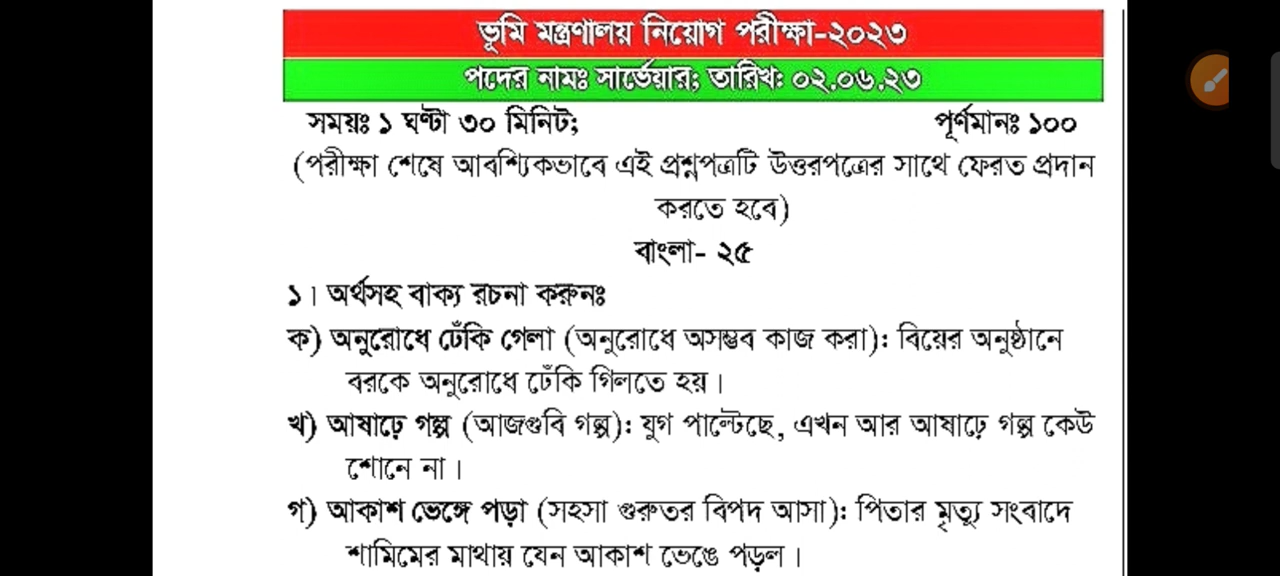 ভূমি মন্ত্রণালয় নিয়োগ পরীক্ষা-২০২৩
পদের নামঃ সার্ভেয়ার; তারিখ: ০২.০৬.২৩
সময়ঃ ১ ঘণ্টা ৩০ মিনিট; পূর্ণমানঃ ১০০
(পরীক্ষা শেষে আবশ্যিকভাবে এই প্রশ্নপত্রটি উত্তরপত্রের সাথে ফেরত প্রদান
করতে হবে)
বাংলা- ২৫
১। অর্থসহ বাক্য রচনা করুনঃ
ক) অনুরোধে ঢেঁকি গেলা (অনুরোধে অসম্ভব কাজ করা): বিয়ের অনুষ্ঠানে
বরকে অনুরোধে ঢেঁকি গিলতে হয়।
খ) আষাঢ়ে গল্প (আজগুবি গল্প): যুগ পাল্টেছে, এখন আর আষাঢ়ে গল্প কেউ
শোনে না।
গ) আকাশ ভেঙ্গে পড়া (সহসা গুরুতর বিপদ আসা): পিতার মৃত্যু সংবাদে
শামিমের মাথায় যেন আকাশ ভেঙে পড়ল।